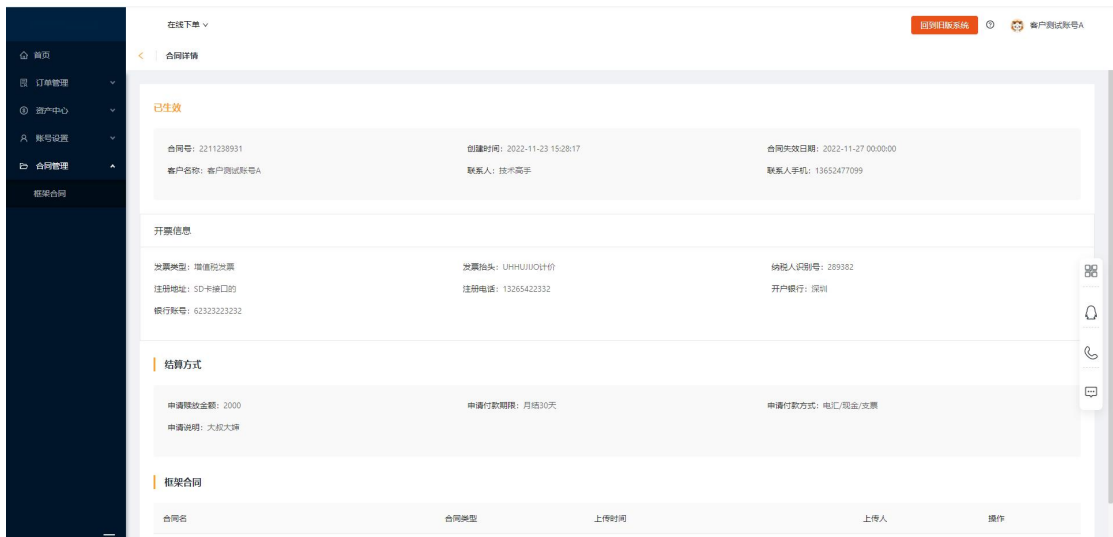 在线下单
回到旧版系统
客户测试账号A
首页
合同详情
订单管理
资产中心
账号设置
合同管理
框架合同
已生效
合同号：2211238931 创建时间：2022-11-23 15:28:17 合同失效日期：2022-11-27 00:00:00
客户名称：客户测试账号A 联系人：技术高手 联系人手机：13652477099
开票信息
发票类型：增值税发票 发票抬头：UHHUJIJO计价 纳税人识别号：289382
注册地址：SD卡接口的 注册电话：13265422332 开户银行：深圳
银行账号：62323223232
结算方式
申请赊放金额：2000 申请付款期限：月结30天 申请付款方式：电汇/现金/支票
申请说明：大叔大婶
框架合同
合同名 合同类型 上传时间 上传人 操作